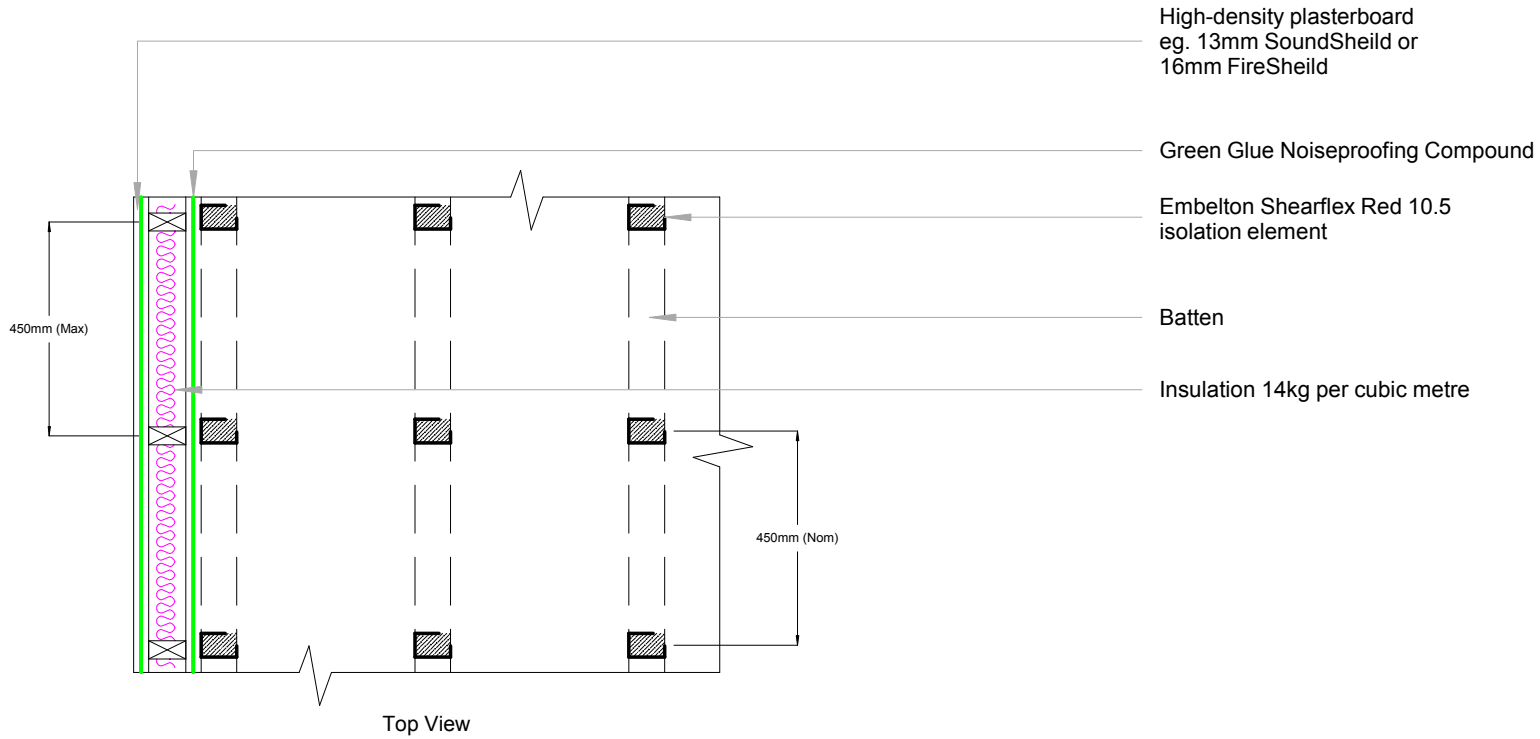 High-density plasterboard
eg. 13mm SoundSheild or
16mm FireSheild
Green Glue Noiseproofing Compound
Embelton Shearflex Red 10.5
isolation element
Batten
450mm (Max)
Insulation 14kg per cubic metre
450mm (Nom)
Top View